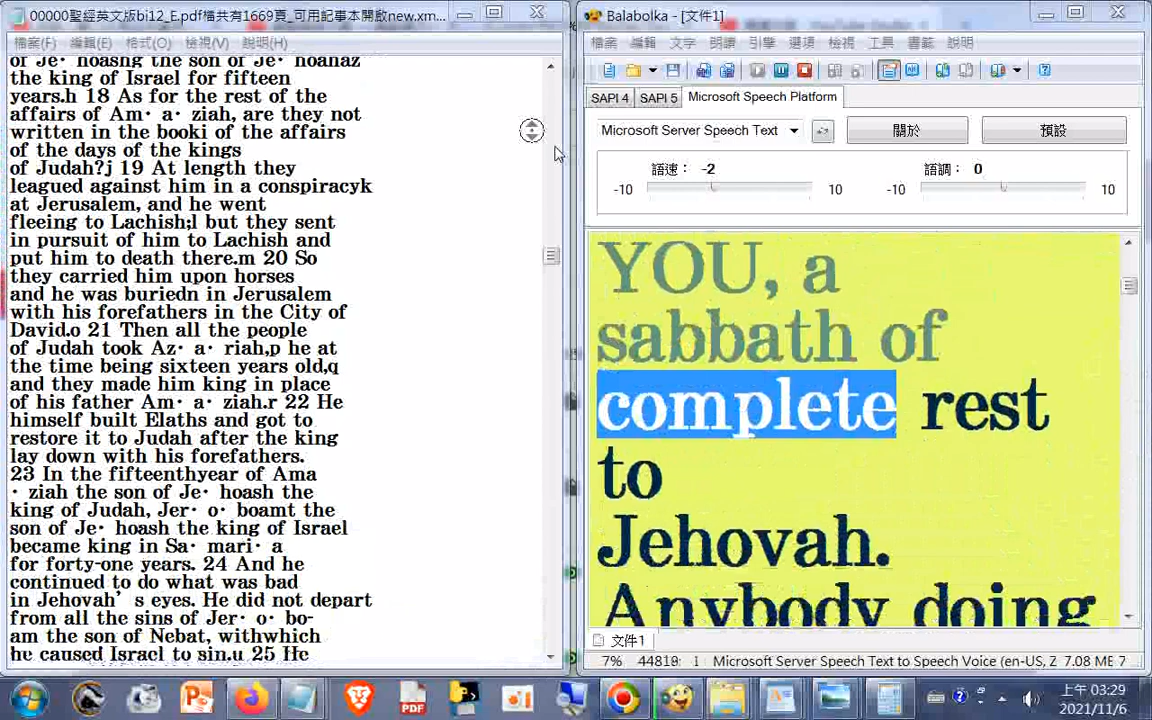 00000聖經英文版bi12_E.pdf檔共有1669頁_可用記事本開啟new.xm...
檔案(F) 編輯(E) 格式(O) 檢視(V) 說明(H)
of Je· hoash the son of Je· hoahaz
the king of Israel for fifteen
years.h 18 As for the rest of the
affairs of Am· a· ziah, are they not
written in the booki of the affairs
of the days of the kings
of Judah?j 19 At length they
leagued against him in a conspiracyk
at Jerusalem, and he went
fleeing to Lachish;l but they sent
in pursuit of him to Lachish and
put him to death there.m 20 So
they carried him upon horses
and he was buriedn in Jerusalem
with his forefathers in the City of
David.o 21 Then all the people
of Judah took Az· a· riah,p he at
the time being sixteen years old,q
and they made him king in place
of his father Am· a· ziah.r 22 He
himself built Elaths and got to
restore it to Judah after the king
lay down with his forefathers.
23 In the fifteenthyear of Ama
· ziah the son of Je· hoash the
king of Judah, Jer· o· boamt the
son of Je· hoash the king of Israel
became king in Sa· mari· a
for forty-one years. 24 And he
continued to do what was bad
in Jehovah’s eyes. He did not depart
from all the sins of Jer· o· bo-
am the son of Nebat, withwhich
he caused Israel to sin.u 25 He
Balabolka - [文件1]
檔案 編輯 文字 朗讀 引擎 選項 檢視 工具 書籤 說明
SAPI 4 SAPI 5 Microsoft Speech Platform
Microsoft Server Speech Text 關於 預設
語速： -2 語調： 0
-10 10 -10 10
YOU, a
sabbath of
complete rest
to
Jehovah.
Anybody doing
文件1
7% 44819: 1 Microsoft Server Speech Text to Speech Voice (en-US, Z 7.08 MB 7
上午 03:29
2021/11/6